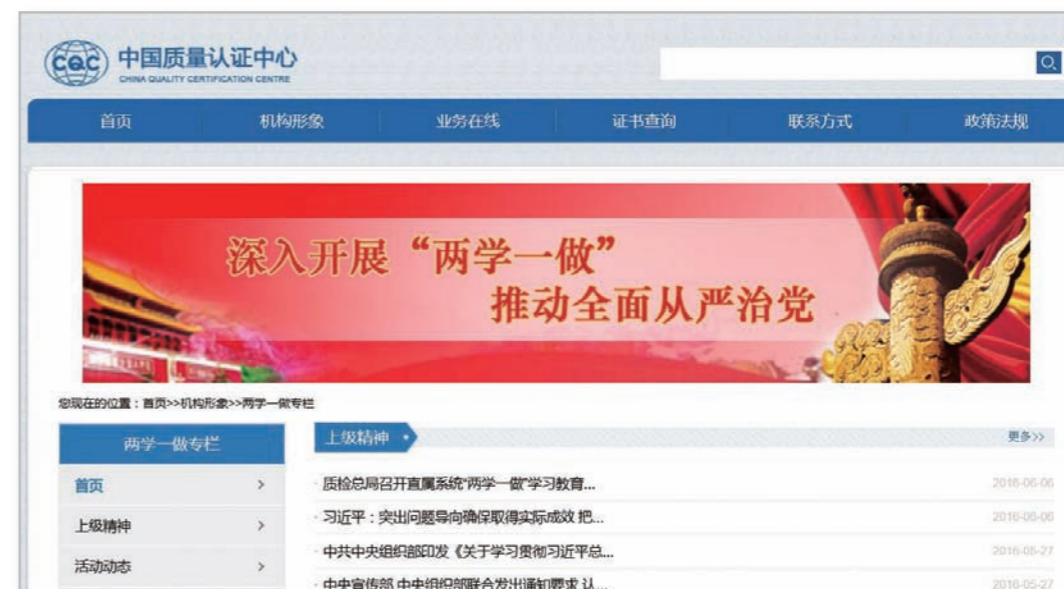 CQC 中国质量认证中心
CHINA QUALITY CERTIFICATION CENTRE
首页 机构形象 业务在线 证书查询 联系方式 政策法规
深入开展“两学一做”
推动全面从严治党
您现在的位置：首页>>机构形象>>两学一做专栏
两学一做专栏
首页 >
上级精神 >
活动动态 >
上级精神 更多>>
· 质检总局召开直属系统“两学一做”学习教育... 2016-06-06
· 习近平：突出问题导向确保取得实际成效 把... 2016-06-06
· 中共中央组织部印发《关于学习贯彻习近平总... 2016-05-27
· 中央宣传部 中央组织部联合发出通知要求 认... 2016-05-27